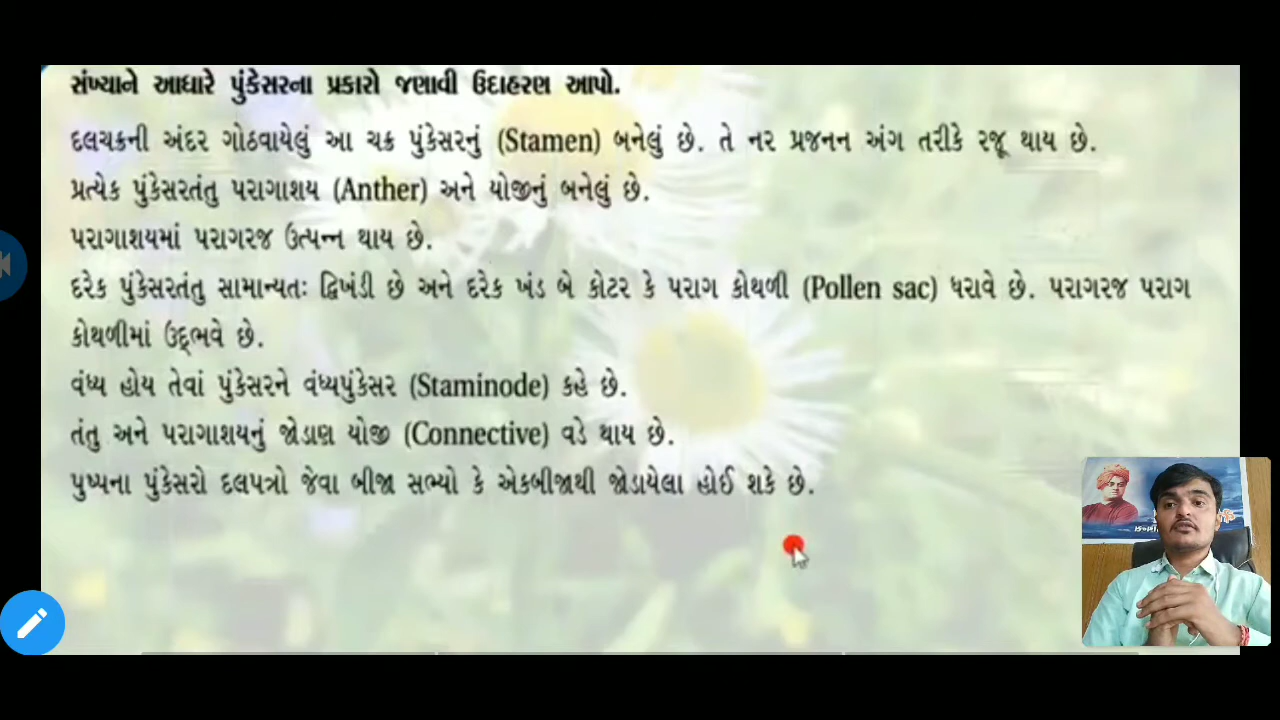 સંખ્યાને આધારે પુંકેસરના પ્રકારો જણાવી ઉદાહરણ આપો.
દલચક્રની અંદર ગોઠવાયેલું આ ચક્ર પુંકેસરનું (Stamen) બનેલું છે. તે નર પ્રજનન અંગ તરીકે રજૂ થાય છે.
પ્રત્યેક પુંકેસરતંતુ પરાગાશય (Anther) અને યોજીનું બનેલું છે.
પરાગાશયમાં પરાગરજ ઉત્પન્ન થાય છે.
દરેક પુંકેસરતંતુ સામાન્યતઃ દ્વિખંડી છે અને દરેક ખંડ બે કોટર કે પરાગ કોથળી (Pollen sac) ધરાવે છે. પરાગરજ પરાગ
કોથળીમાં ઉદ્ભવે છે.
વંધ્ય હોય તેવાં પુંકેસરને વંધ્યપુંકેસર (Staminode) કહે છે.
તંતુ અને પરાગાશયનું જોડાણ યોજી (Connective) વડે થાય છે.
પુષ્પના પુંકેસરો દલપત્રો જેવા બીજા સભ્યો કે એકબીજાથી જોડાયેલા હોઈ શકે છે.